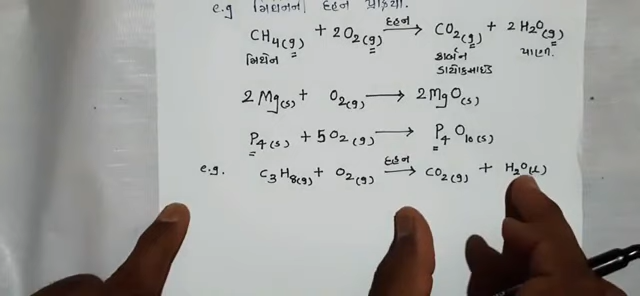 e.g મિથેનનું દહન પ્રક્રિયા.
CH₄(g) + 2O₂(g) દહન⟶ CO₂(g) + 2H₂O(g)
મિથેન કાર્બન ડાયોક્સાઈડ પાણી.
2Mg(s) + O₂(g) ⟶ 2MgO(s)
P₄(s) + 5O₂(g) ⟶ P₄O₁₀(s)
e.g. C₃H₈(g) + O₂(g) દહન⟶ CO₂(g) + H₂O(l)